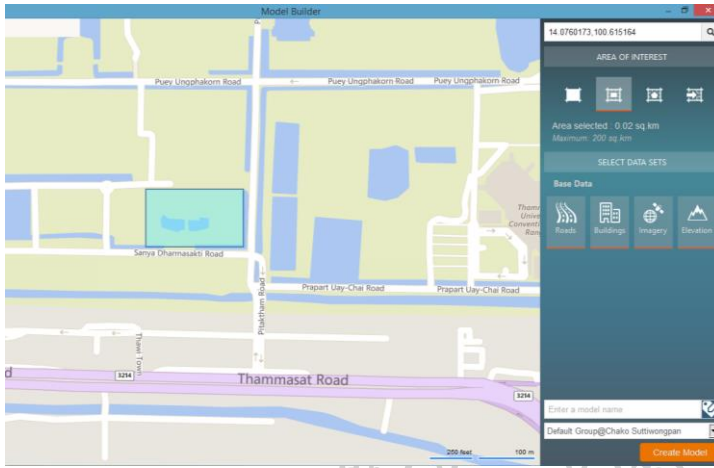 Model Builder
14.0760173,100.615164
AREA OF INTEREST
Area selected : 0.02 sq.km
Maximum: 200 sq.km
SELECT DATA SETS
Base Data
Roads
Buildings
Imagery
Elevation
Enter a model name
Default Group@Chako Suttiwongpan
Create Model
Puey Ungphakorn Road
Puey Ungphakorn Road
Puey Ungphakorn Road
Sanya Dharmasakti Road
Prapart Uay-Chai Road
Prapart Uay-Chai Road
Pitaktham Road
Thawi Town
3214
Thammasat Road
3214
250 feet
100 m